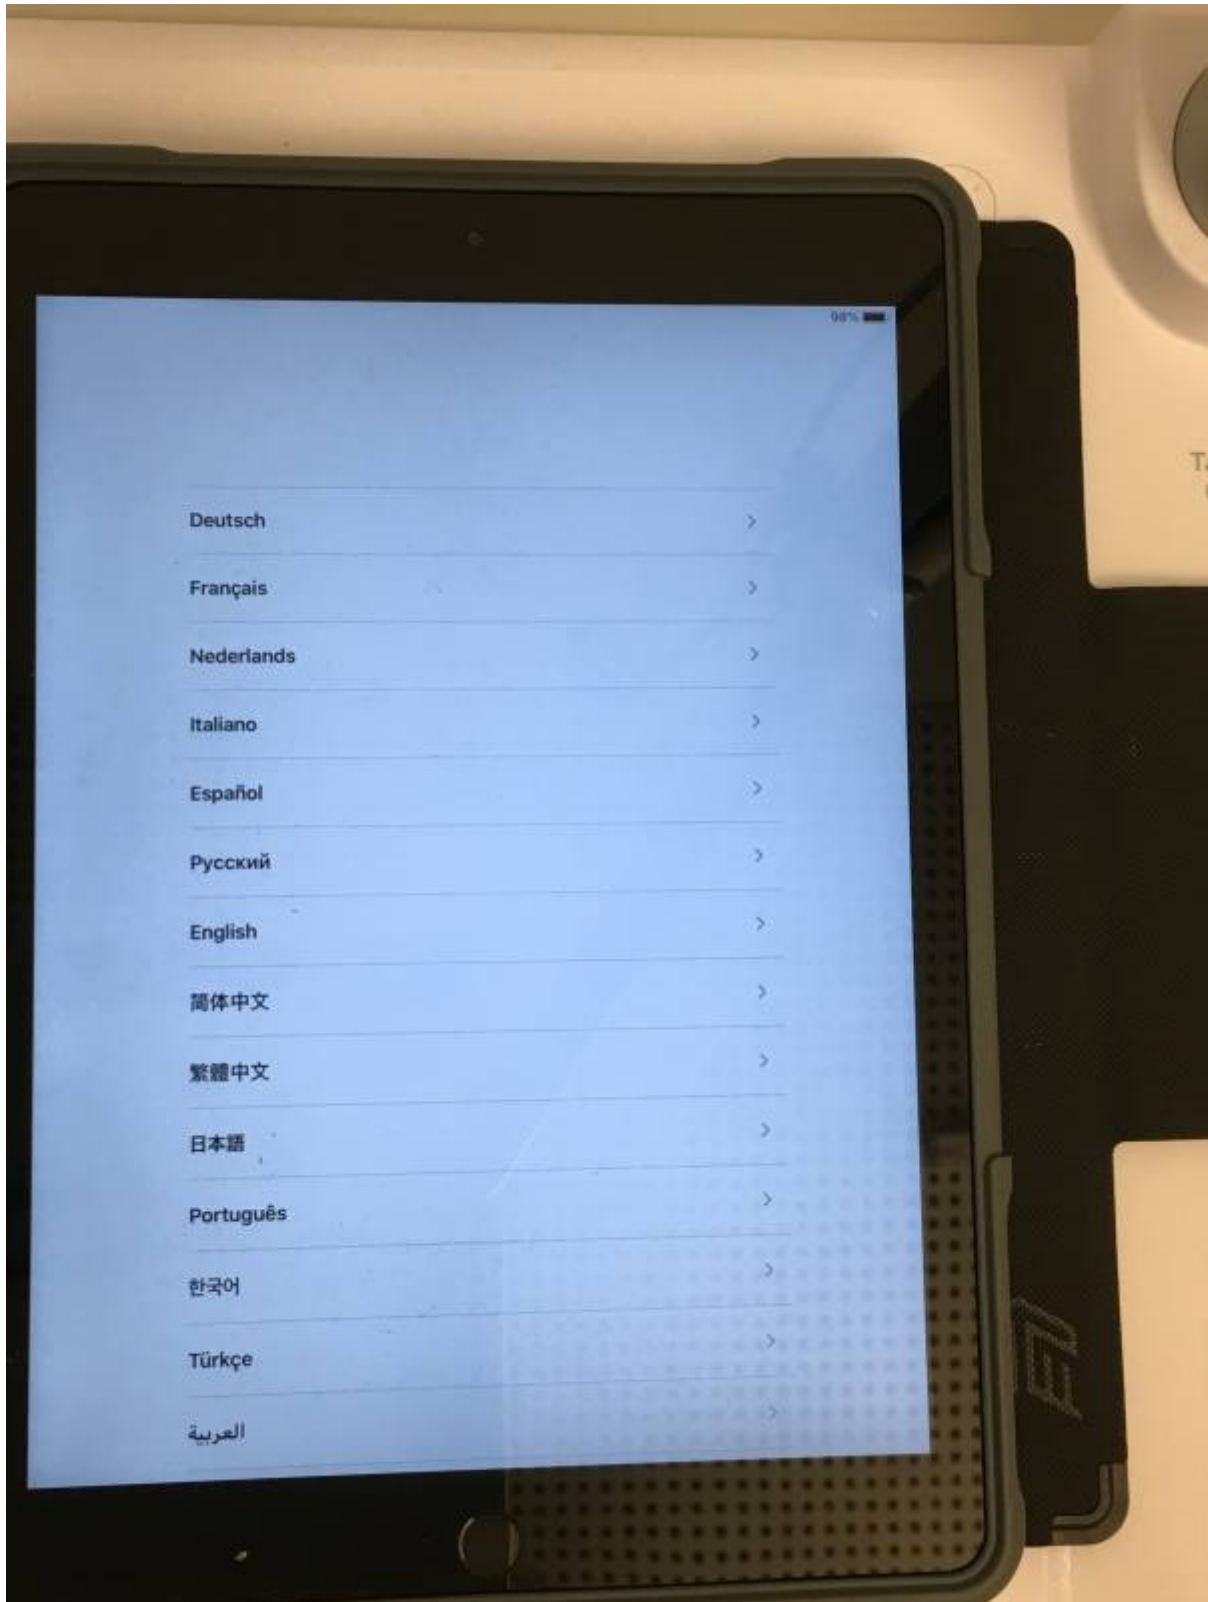 98%
Deutsch
Français
Nederlands
Italiano
Español
Русский
English
简体中文
繁體中文
日本語
Português
한국어
Türkçe
العربية